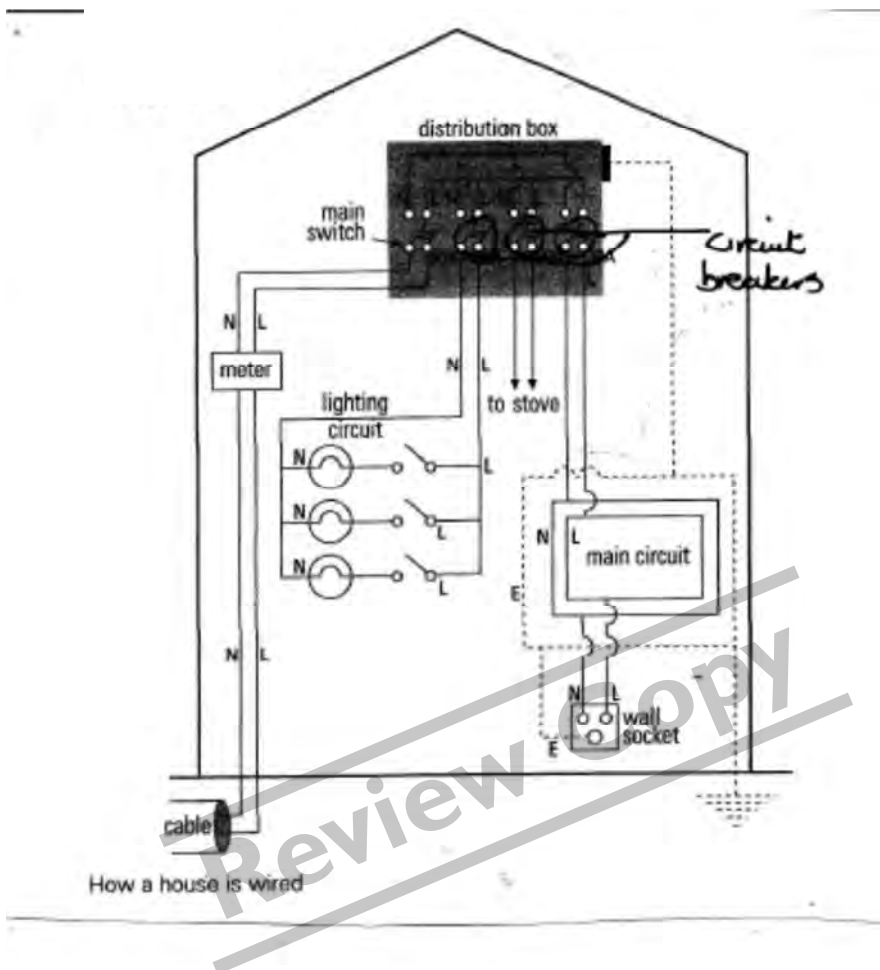 distribution box
main
switch
circuit
breakers
N L
meter
N L
to stove
lighting
circuit
N
L
N
L
N
L
N L
main circuit
E
N L
N L
wall
socket
E
cable
How a house is wired
Review Copy